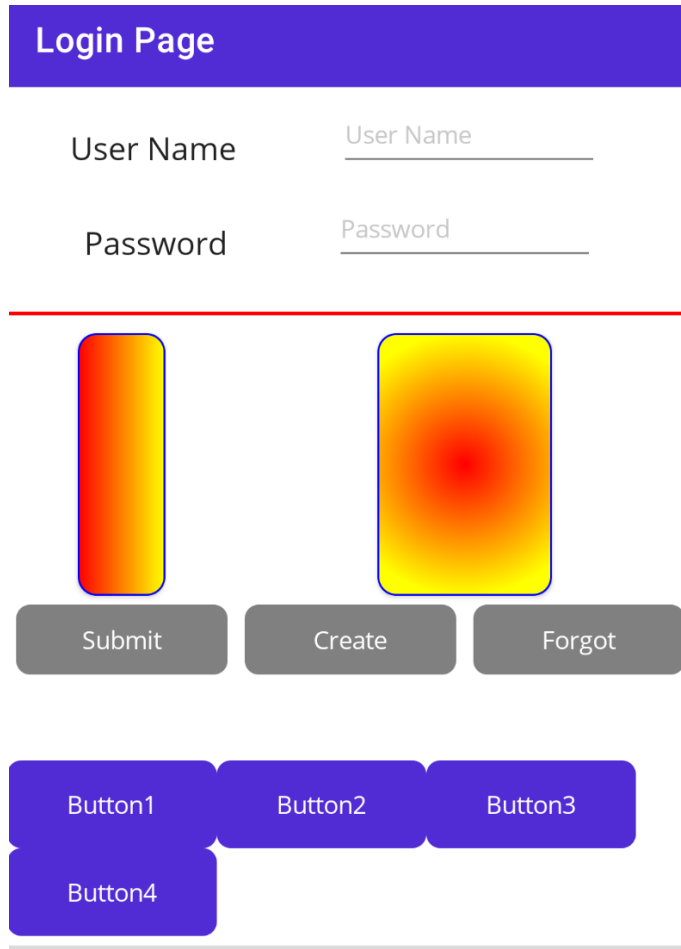 Login Page
User Name User Name
Password Password
Submit Create Forgot
Button1 Button2 Button3
Button4